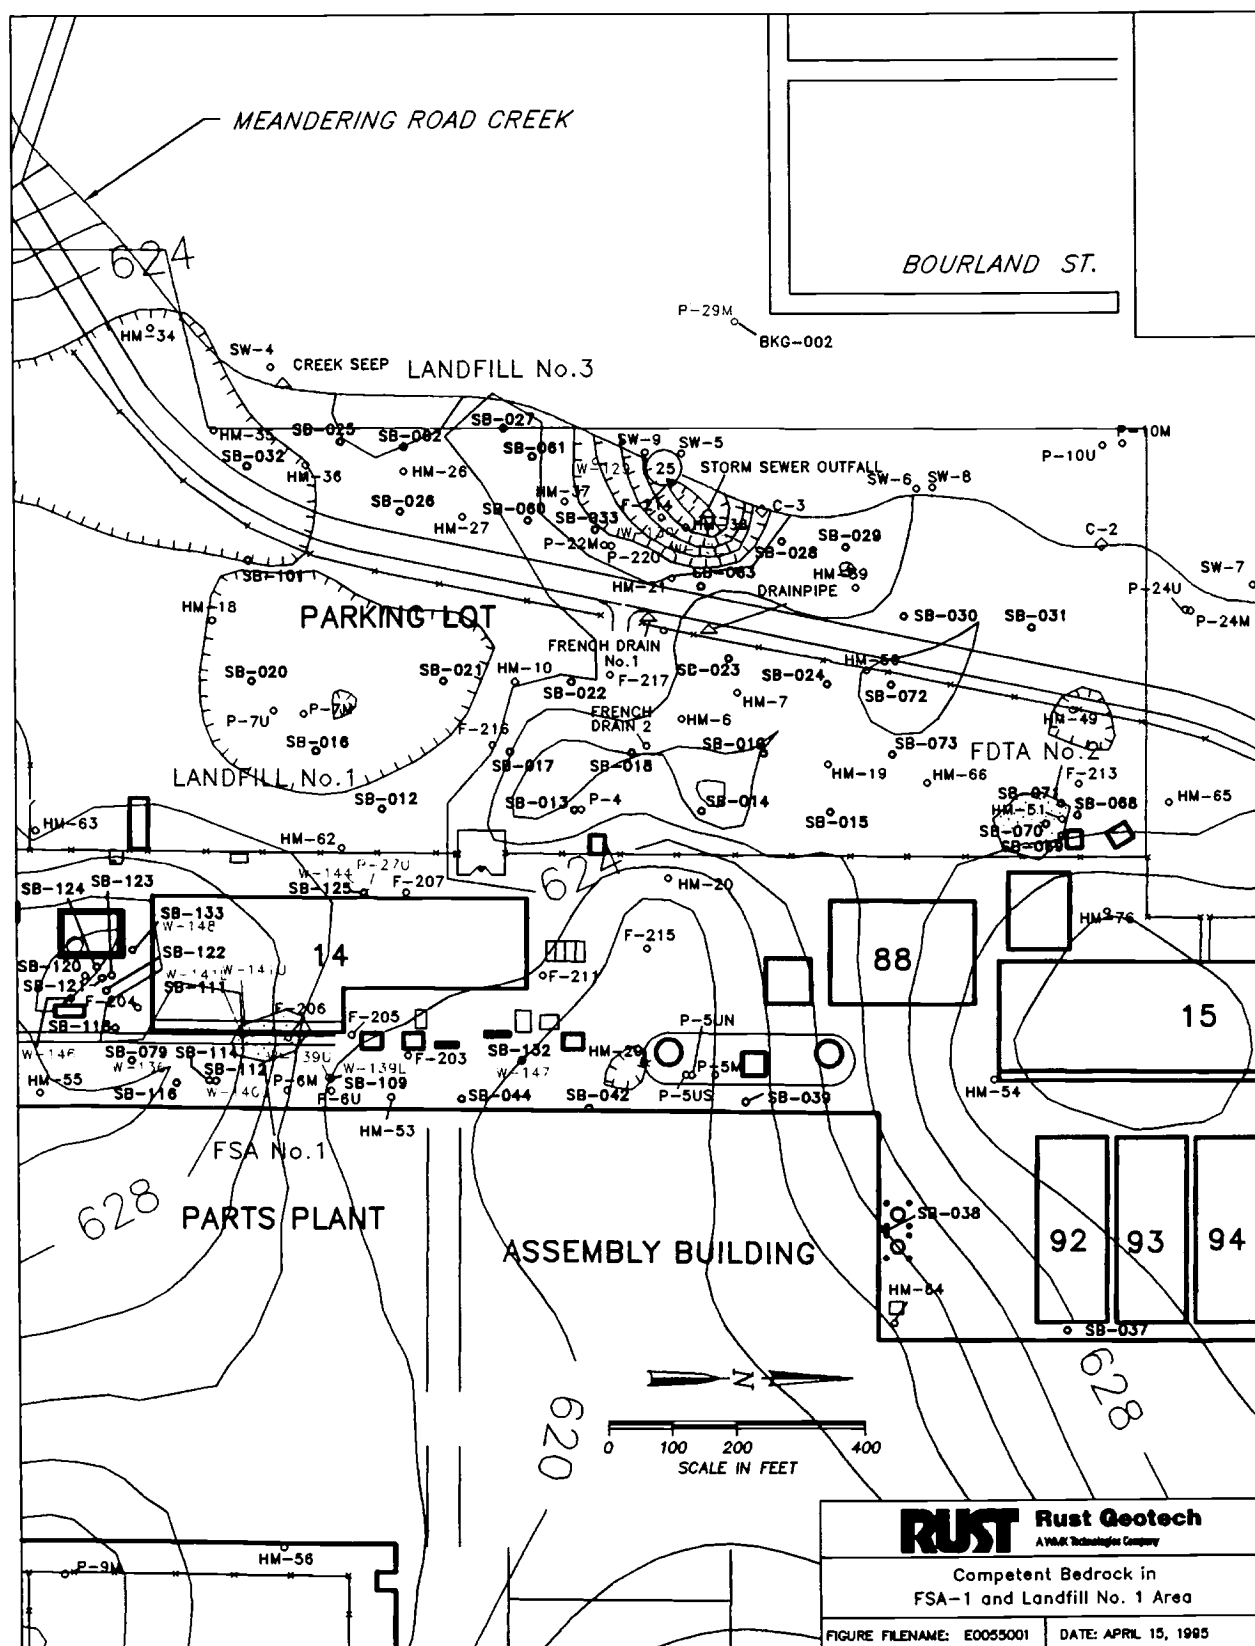 MEANDERING ROAD CREEK
624
BOURLAND ST.
P-29M
BKG-002
HM-34
SW-4
CREEK SEEP
LANDFILL No.3
HM-35
SB-025
SB-002
SB-027
SB-032
HM-36
HM-26
SB-061
SW-9
SW-5
25
STORM SEWER OUTFALL
P-10M
P-10U
SW-6
SW-8
SB-026
HM-27
HM-37
SB-060
SB-033
HM-38
C-3
P-22M
P-22U
SB-028
SB-029
C-2
SB-101
HM-21
SB-063
SW-7
HM-18
PARKING LOT
DRAINPIPE
P-24U
P-24M
SB-030
SB-031
FRENCH DRAIN
No.1
SB-020
SB-021
HM-10
SB-022
F-217
SB-024
SB-072
P-7U
P-7M
HM-7
HM-49
FRENCH
DRAIN 2
HM-6
F-216
SB-016
SB-017
SB-018
SB-073
FDTA No.2
LANDFILL No.1
HM-19
HM-66
F-213
SB-012
SB-013
P-4
SB-014
SB-015
SB-071
HM-51
SB-068
HM-65
SB-070
SB-069
HM-63
HM-62
W-144
P-27U
SB-124
SB-123
SB-125
F-207
624
HM-20
SB-133
W-148
SB-122
14
F-215
88
HM-76
SB-120
SB-121
F-204
SB-111
F-211
15
F-206
SB-118
F-205
P-5UN
W-146
SB-079
W-136
SB-114
SB-112
W-139U
F-203
SB-132
W-147
HM-29
P-5M
HM-55
SB-116
P-6M
W-139L
SB-109
P-6U
SB-044
SB-042
P-5US
SB-039
HM-54
HM-53
FSA No.1
628
PARTS PLANT
ASSEMBLY BUILDING
SB-038
92
93
94
SB-037
N
628
620
0 100 200 400
SCALE IN FEET
HM-56
P-9M
RUST Rust Geotech
A WMX Technologies Company
Competent Bedrock in
FSA-1 and Landfill No. 1 Area
FIGURE FILENAME: E0055001
DATE: APRIL 15, 1995